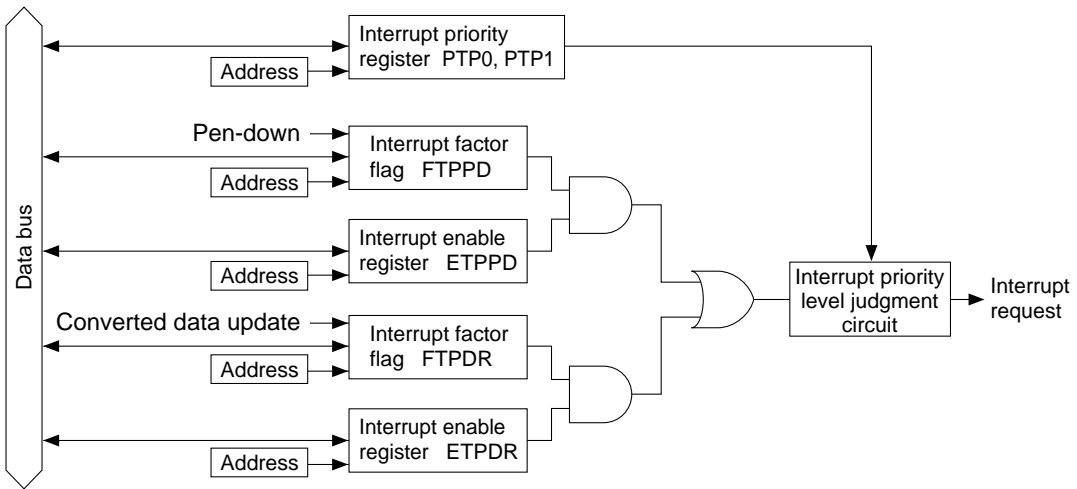 Interrupt priority
register PTP0, PTP1
Address
Pen-down
Interrupt factor
flag FTPPD
Address
Data bus
Interrupt enable
register ETPPD
Address
Interrupt priority
level judgment
circuit
Interrupt
request
Converted data update
Interrupt factor
flag FTPDR
Address
Interrupt enable
register ETPDR
Address